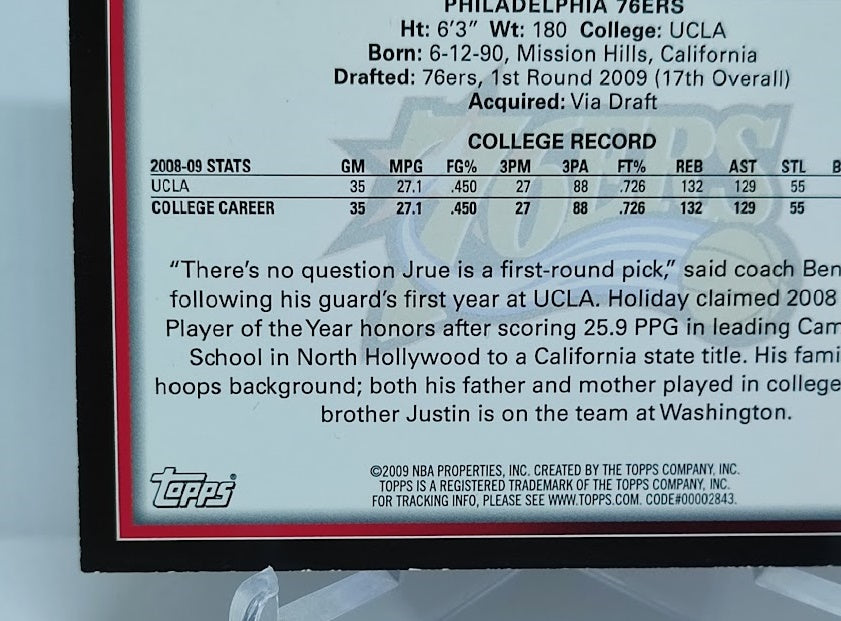 PHILADELPHIA 76ERS
Ht: 6'3" Wt: 180 College: UCLA
Born: 6-12-90, Mission Hills, California
Drafted: 76ers, 1st Round 2009 (17th Overall)
Acquired: Via Draft
COLLEGE RECORD
2008-09 STATS GM MPG FG% 3PM 3PA FT% REB AST STL B
UCLA 35 27.1 .450 27 88 .726 132 129 55
COLLEGE CAREER 35 27.1 .450 27 88 .726 132 129 55
"There's no question Jrue is a first-round pick," said coach Ben
following his guard's first year at UCLA. Holiday claimed 2008
Player of the Year honors after scoring 25.9 PPG in leading Cam
School in North Hollywood to a California state title. His fami
hoops background; both his father and mother played in college
brother Justin is on the team at Washington.
Topps®
©2009 NBA PROPERTIES, INC. CREATED BY THE TOPPS COMPANY, INC.
TOPPS IS A REGISTERED TRADEMARK OF THE TOPPS COMPANY, INC.
FOR TRACKING INFO, PLEASE SEE WWW.TOPPS.COM. CODE#00002843.